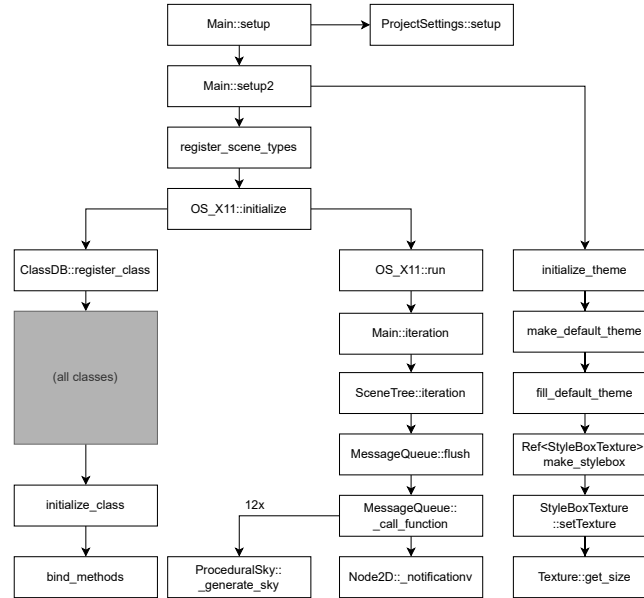 Main::setup
ProjectSettings::setup
Main::setup2
register_scene_types
OS_X11::initialize
ClassDB::register_class
OS_X11::run
initialize_theme
(all classes)
Main::iteration
make_default_theme
SceneTree::iteration
fill_default_theme
MessageQueue::flush
Ref<StyleBoxTexture>
make_stylebox
initialize_class
12x
MessageQueue::
_call_function
StyleBoxTexture
::setTexture
bind_methods
ProceduralSky::
_generate_sky
Node2D::_notificationv
Texture::get_size